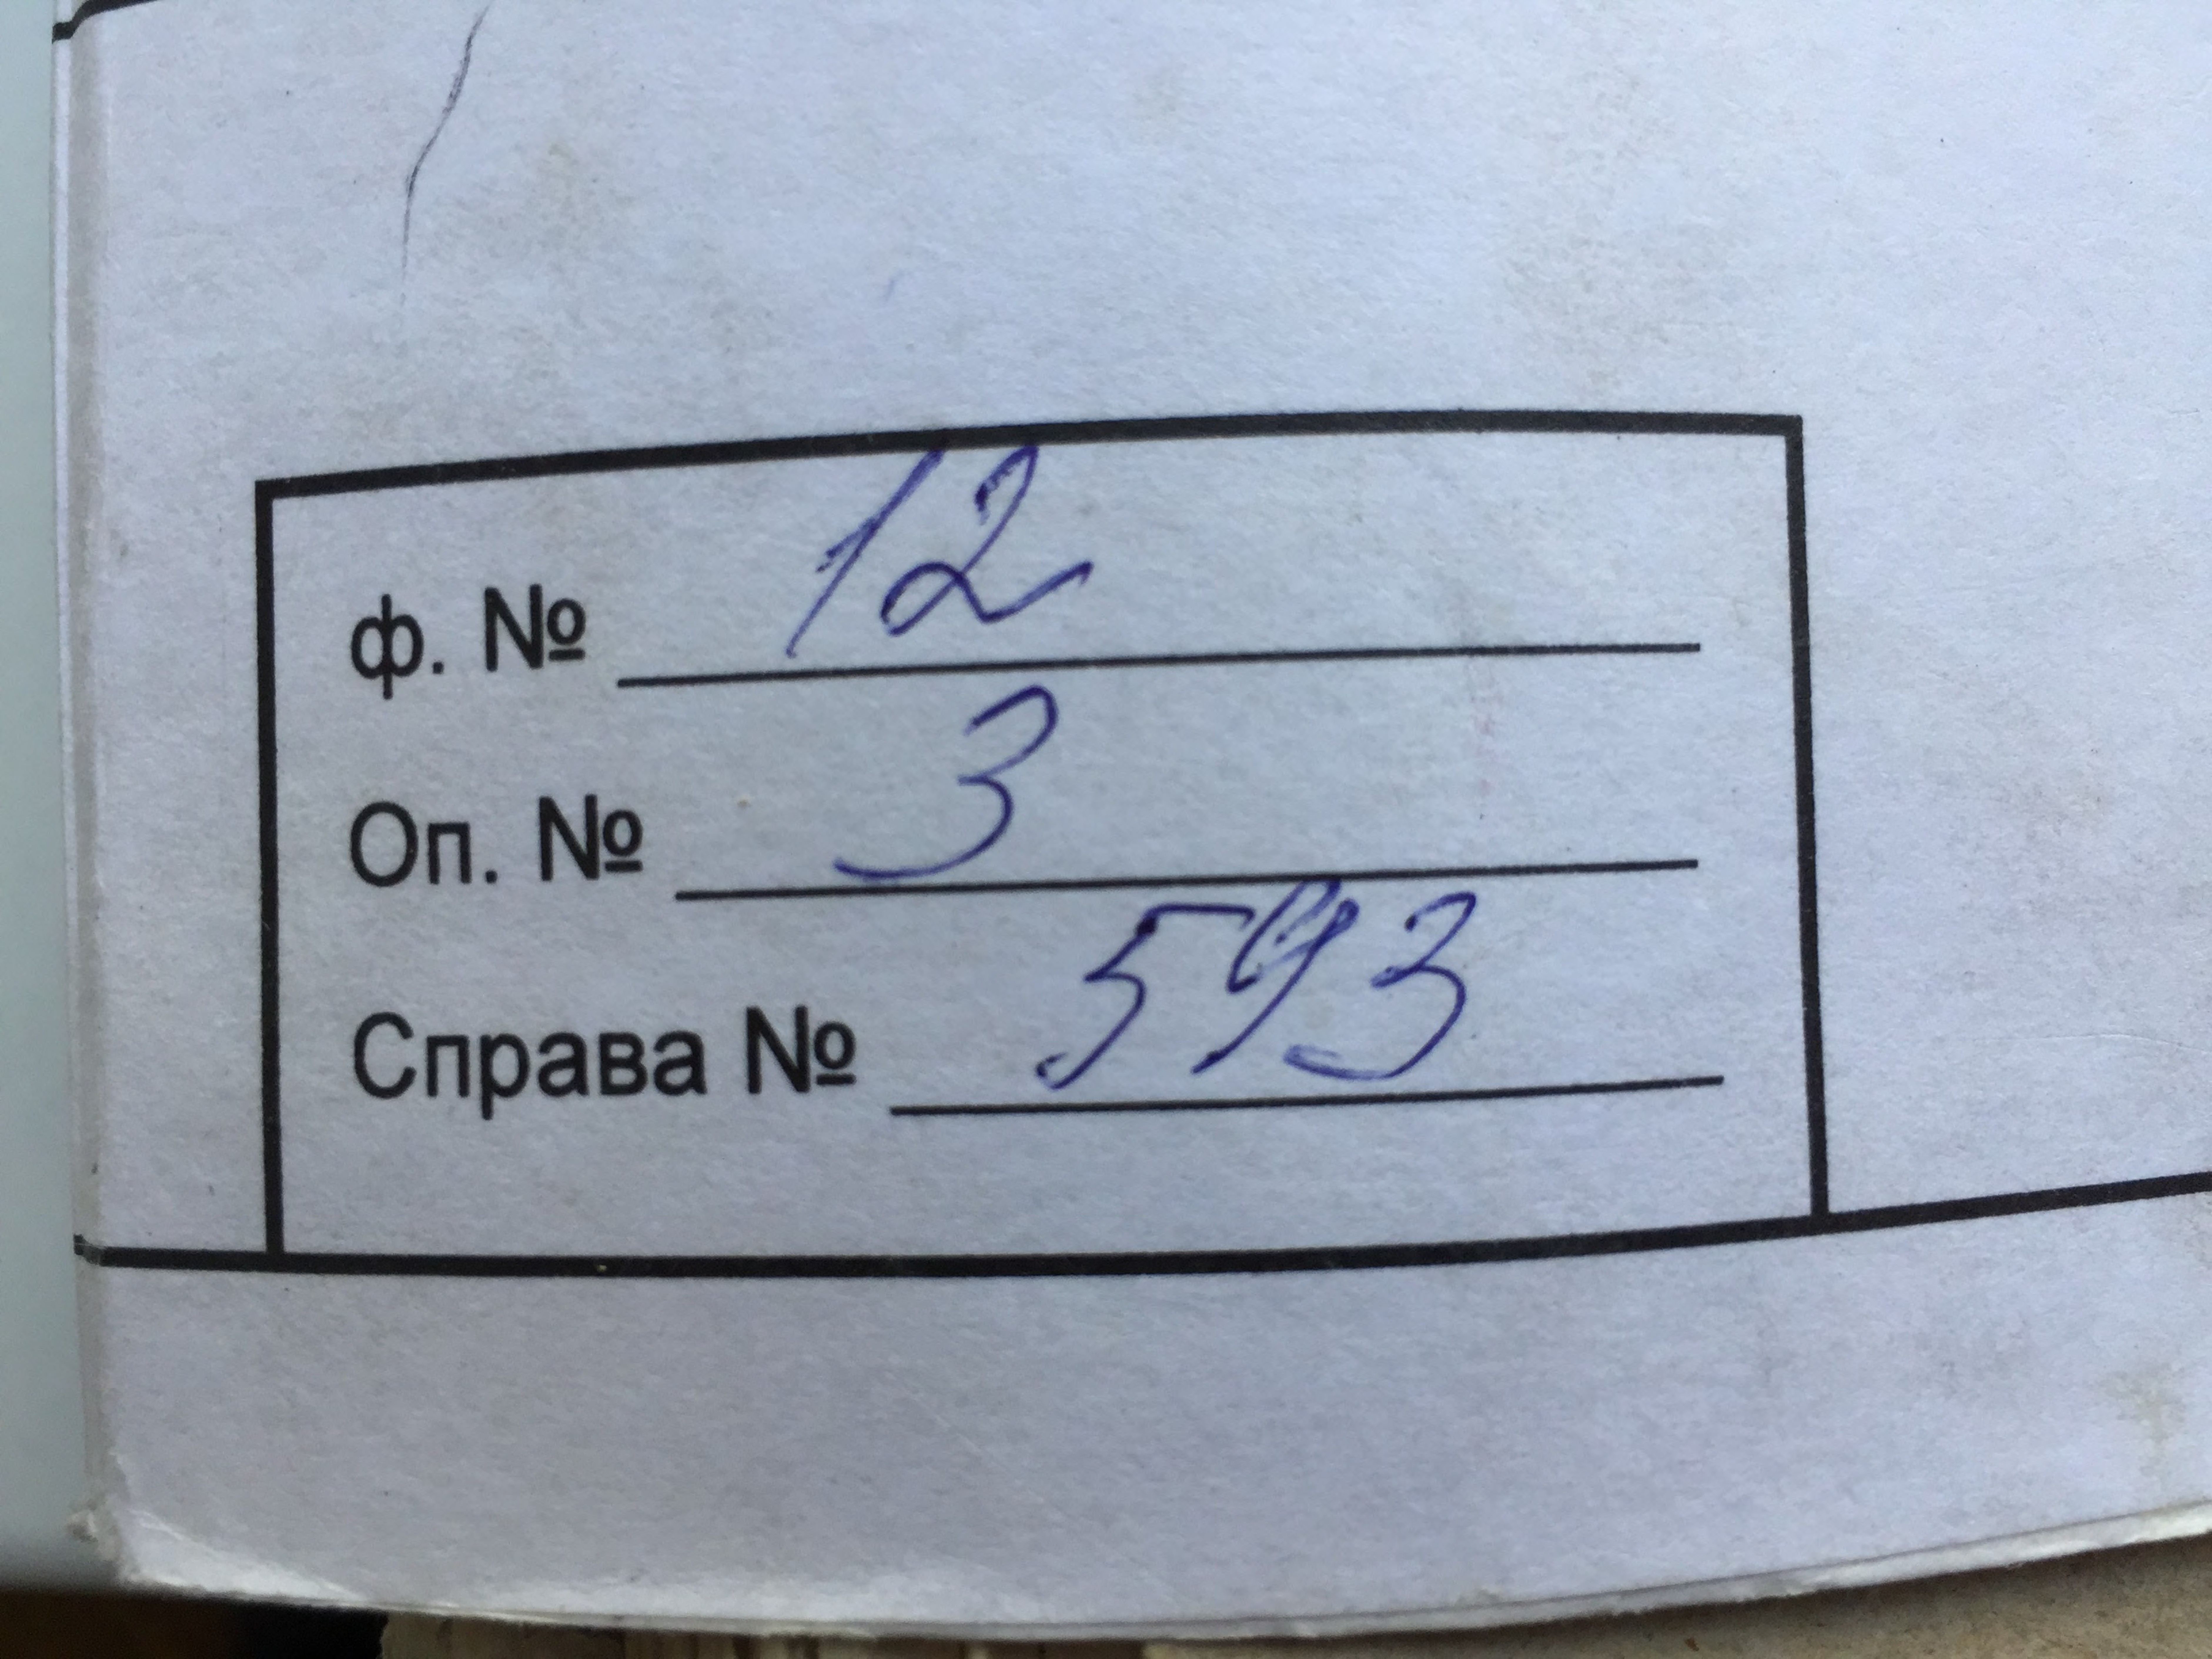 ф. № 12
Оп. № 3
Справа № 593